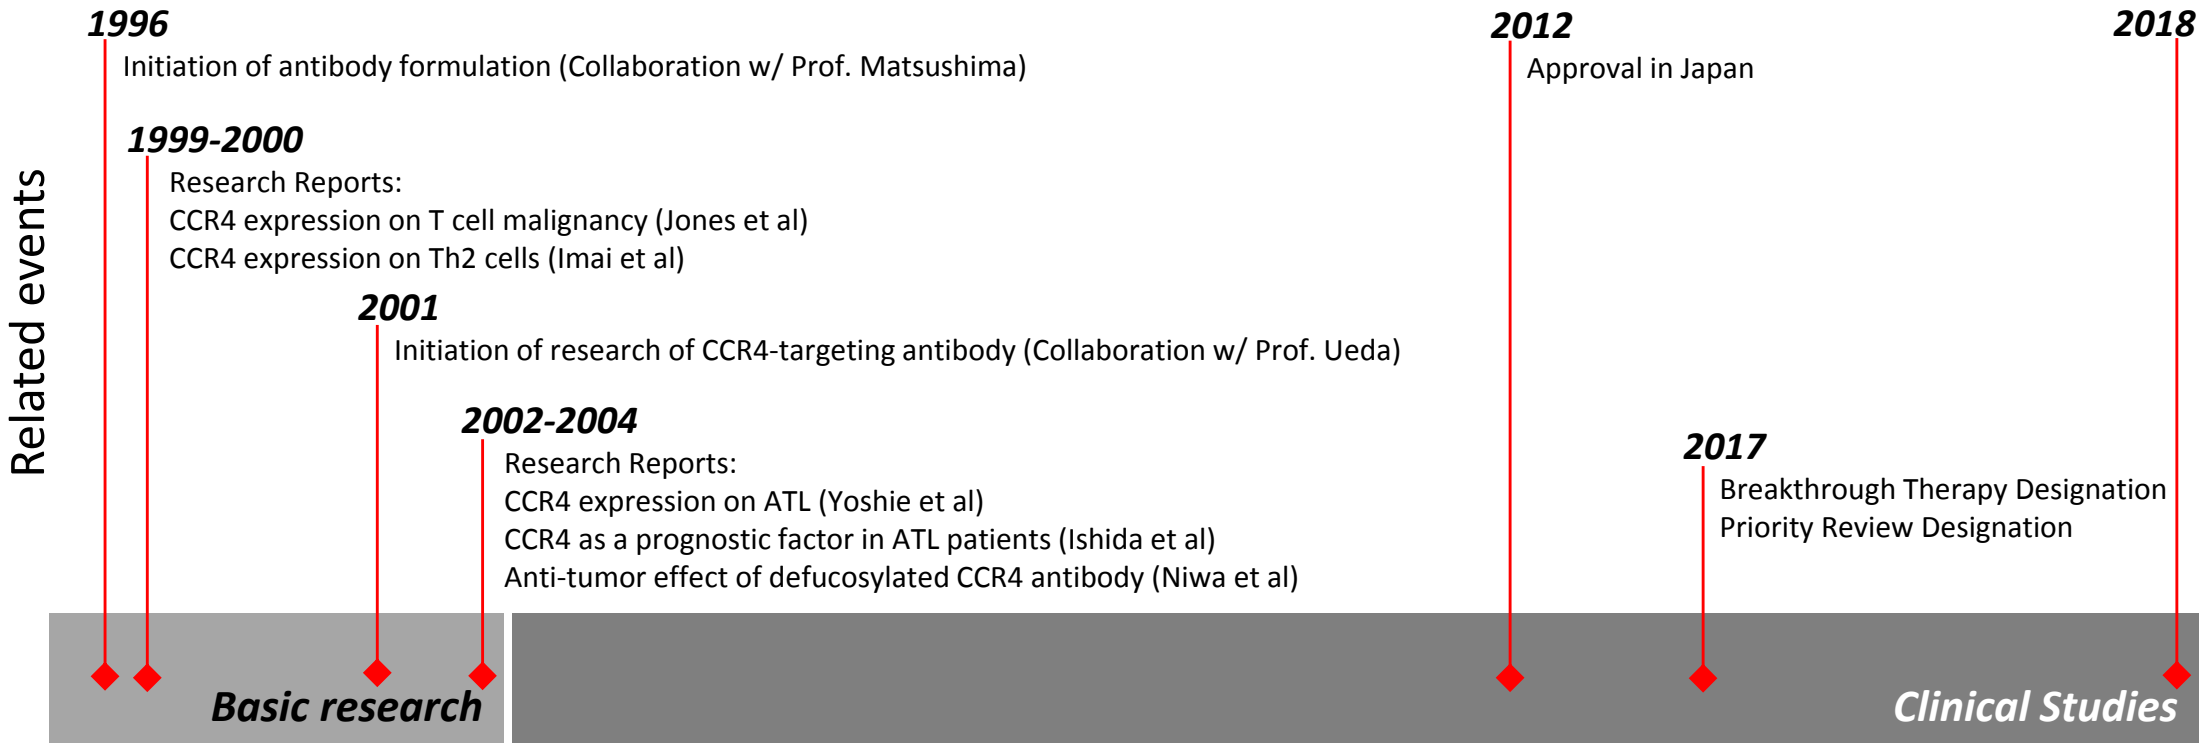 1996
Initiation of antibody formulation (Collaboration w/ Prof. Matsushima)
2012
Approval in Japan
2018
1999-2000
Research Reports:
CCR4 expression on T cell malignancy (Jones et al)
CCR4 expression on Th2 cells (Imai et al)
Related events
2001
Initiation of research of CCR4-targeting antibody (Collaboration w/ Prof. Ueda)
2002-2004
Research Reports:
CCR4 expression on ATL (Yoshie et al)
CCR4 as a prognostic factor in ATL patients (Ishida et al)
Anti-tumor effect of defucosylated CCR4 antibody (Niwa et al)
2017
Breakthrough Therapy Designation
Priority Review Designation
Basic research
Clinical Studies